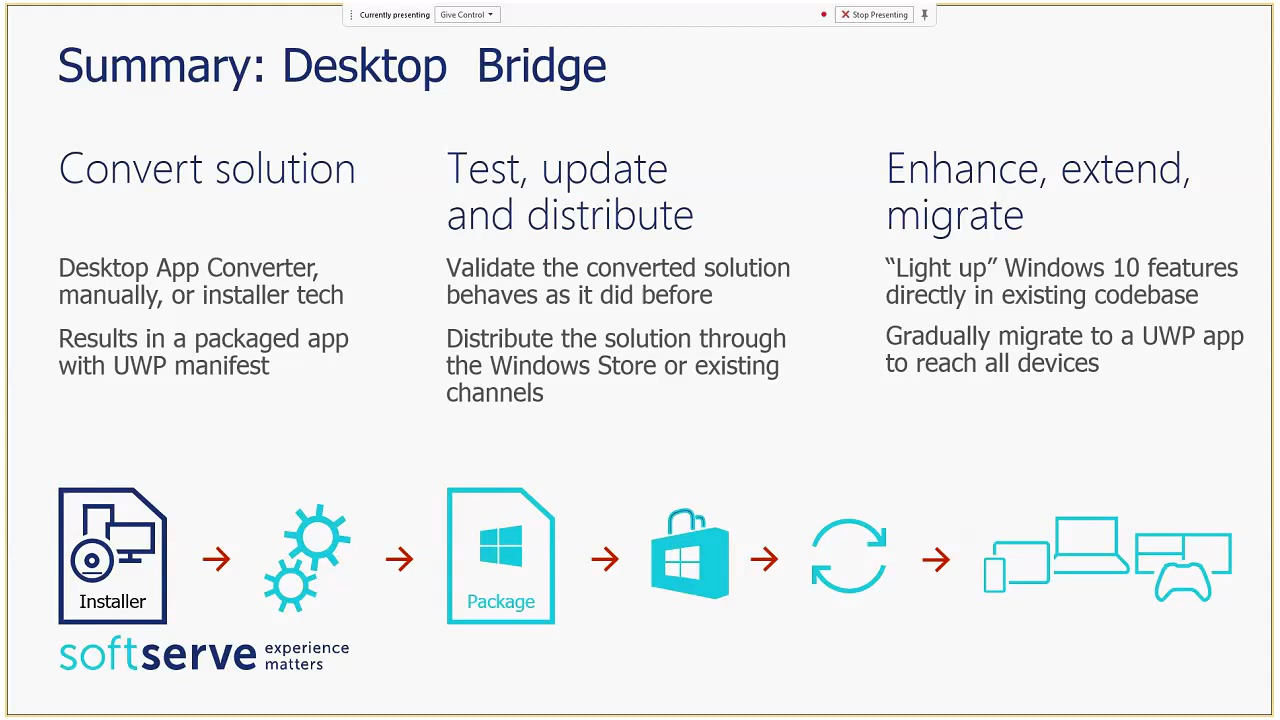 Currently presenting
Give Control
Stop Presenting
Summary: Desktop Bridge
Convert solution
Desktop App Converter,
manually, or installer tech
Results in a packaged app
with UWP manifest
Test, update
and distribute
Validate the converted solution
behaves as it did before
Distribute the solution through
the Windows Store or existing
channels
Enhance, extend,
migrate
“Light up” Windows 10 features
directly in existing codebase
Gradually migrate to a UWP app
to reach all devices
Installer
Package
softserve
experience
matters